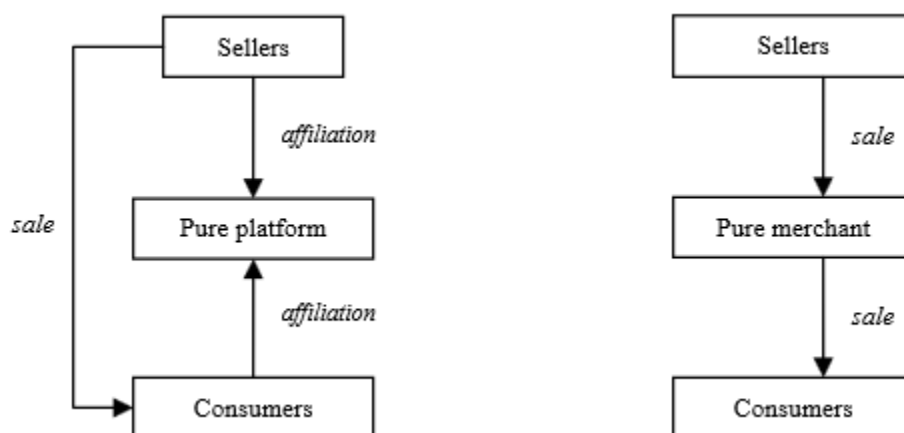 Sellers
affiliation
sale
Pure platform
affiliation
Consumers
Sellers
sale
Pure merchant
sale
Consumers